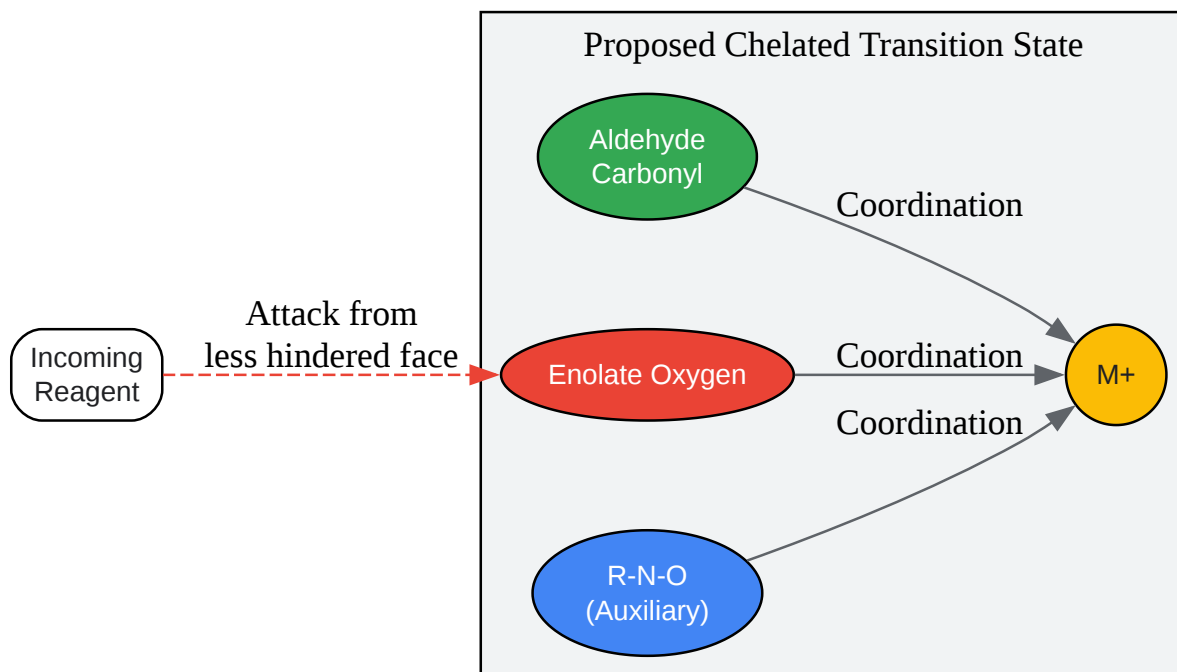 Proposed Chelated Transition State
Aldehyde
Carbonyl
Coordination
Attack from
less hindered face
Incoming
Reagent
Enolate Oxygen
Coordination
M+
Coordination
R-N-O
(Auxiliary)